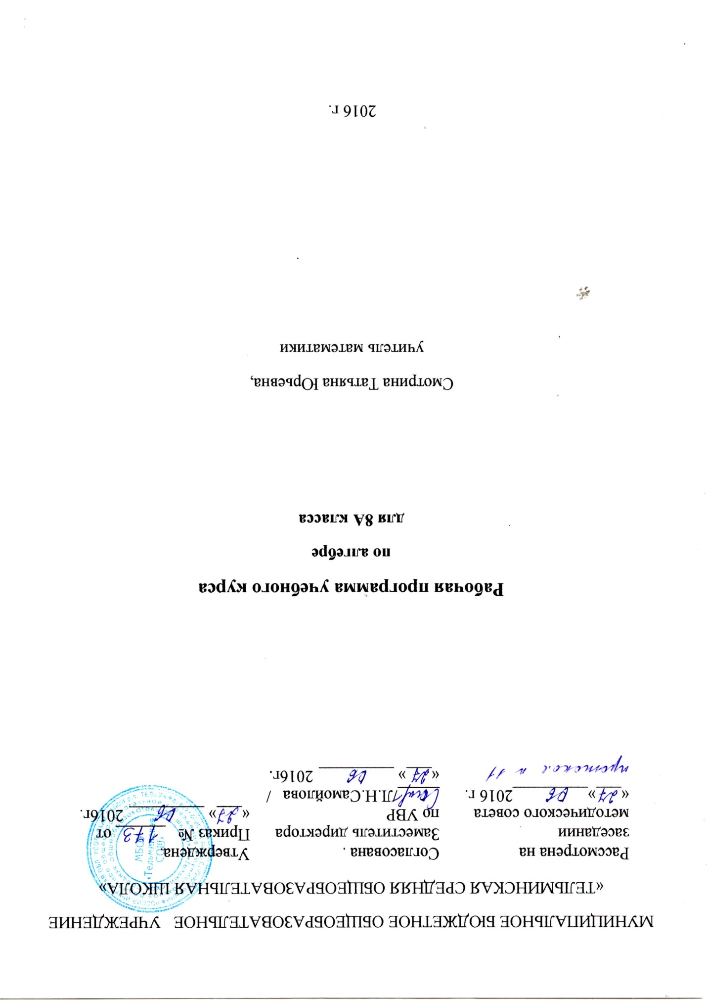 МУНИЦИПАЛЬНОЕ БЮДЖЕТНОЕ ОБЩЕОБРАЗОВАТЕЛЬНОЕ УЧРЕЖДЕНИЕ
«ТЕЛЬМИНСКАЯ СРЕДНЯЯ ОБЩЕОБРАЗОВАТЕЛЬНАЯ ШКОЛА»
Рассмотрена на
заседании
методического совета
«27» 06 2016 г.
протокол n 11
Согласована .
Заместитель директора
по УВР
/Л.Н.Самойлова /
«27» 06 2016г.
Утверждена.
Приказ № 173 от
«27» 06 2016г.
МБОУ
«Тельминская
СОШ»
Рабочая программа учебного курса
по алгебре
для 8А класса
Смотрина Татьяна Юрьевна,
учитель математики
2016 г.